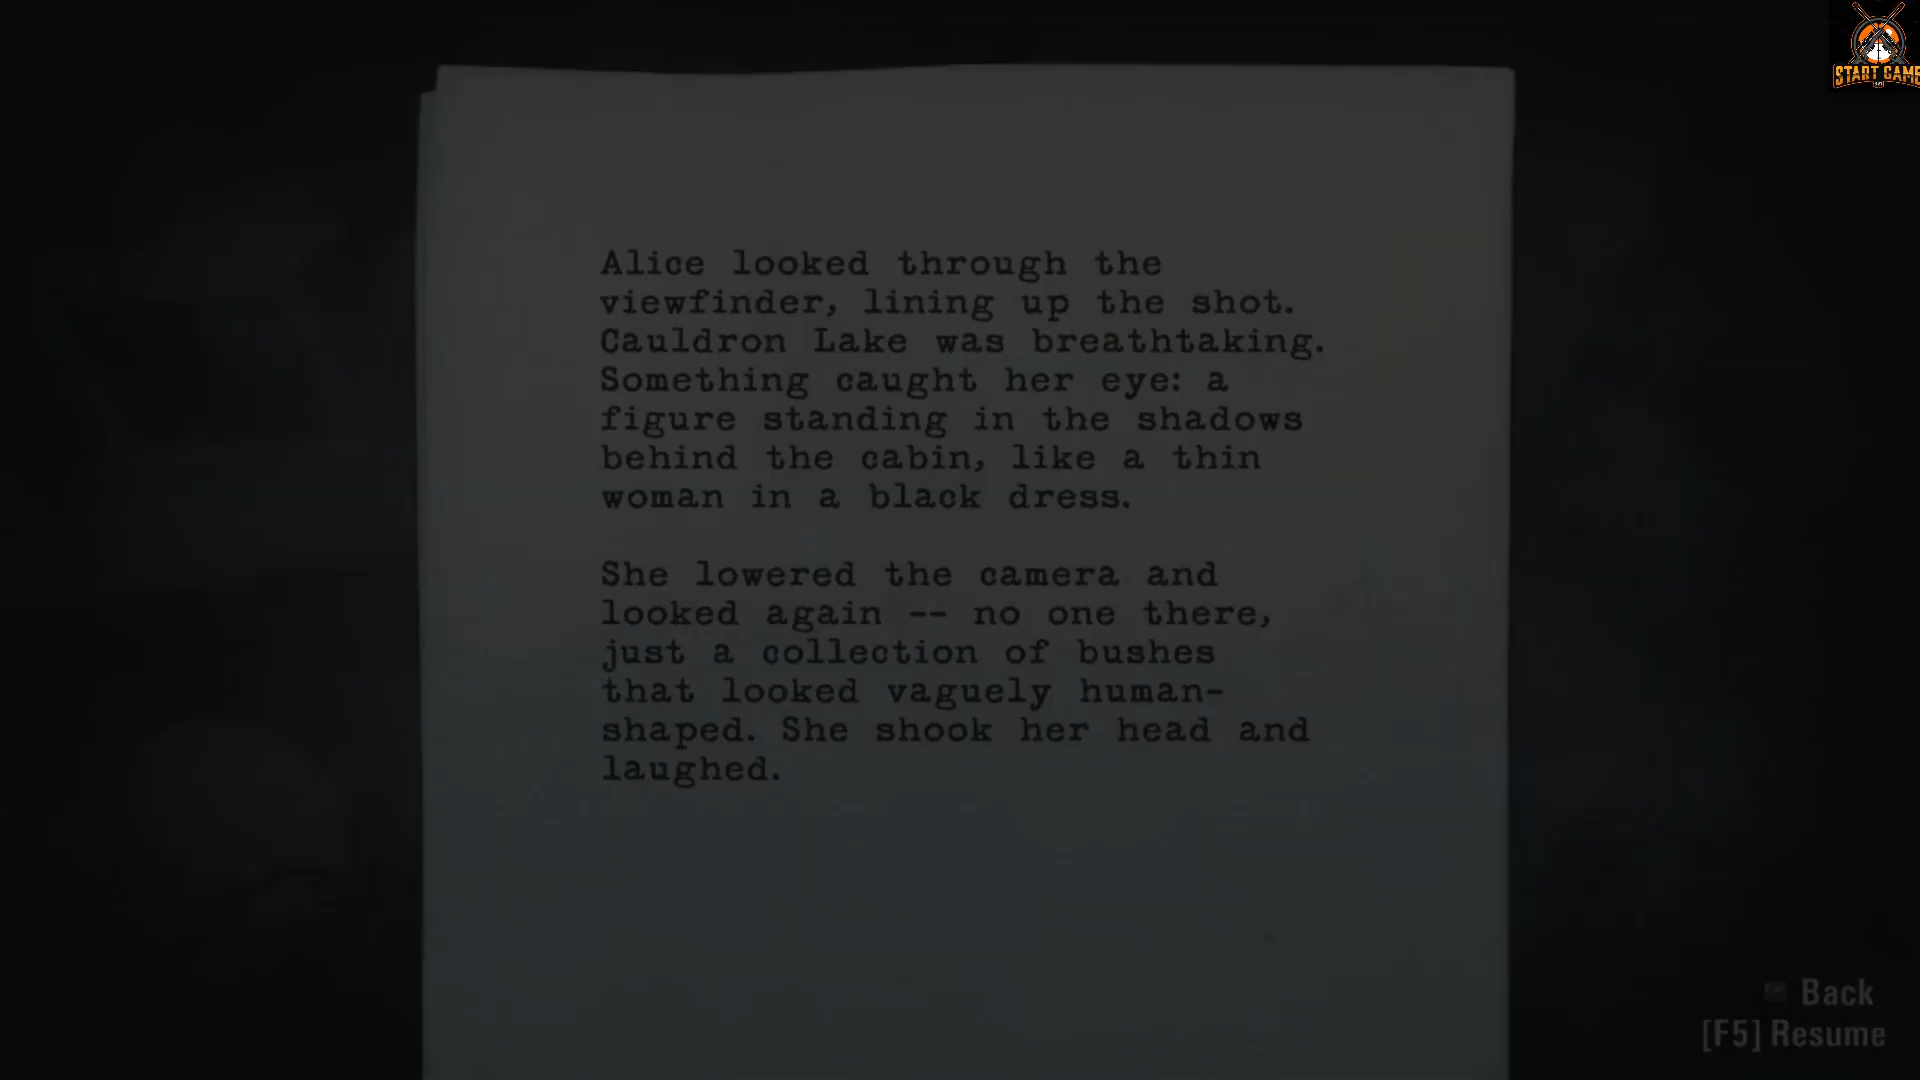 START GAME
Alice looked through the
viewfinder, lining up the shot.
Cauldron Lake was breathtaking.
Something caught her eye: a
figure standing in the shadows
behind the cabin, like a thin
woman in a black dress.
She lowered the camera and
looked again -- no one there,
just a collection of bushes
that looked vaguely human-
shaped. She shook her head and
laughed.
Back
[F5] Resume